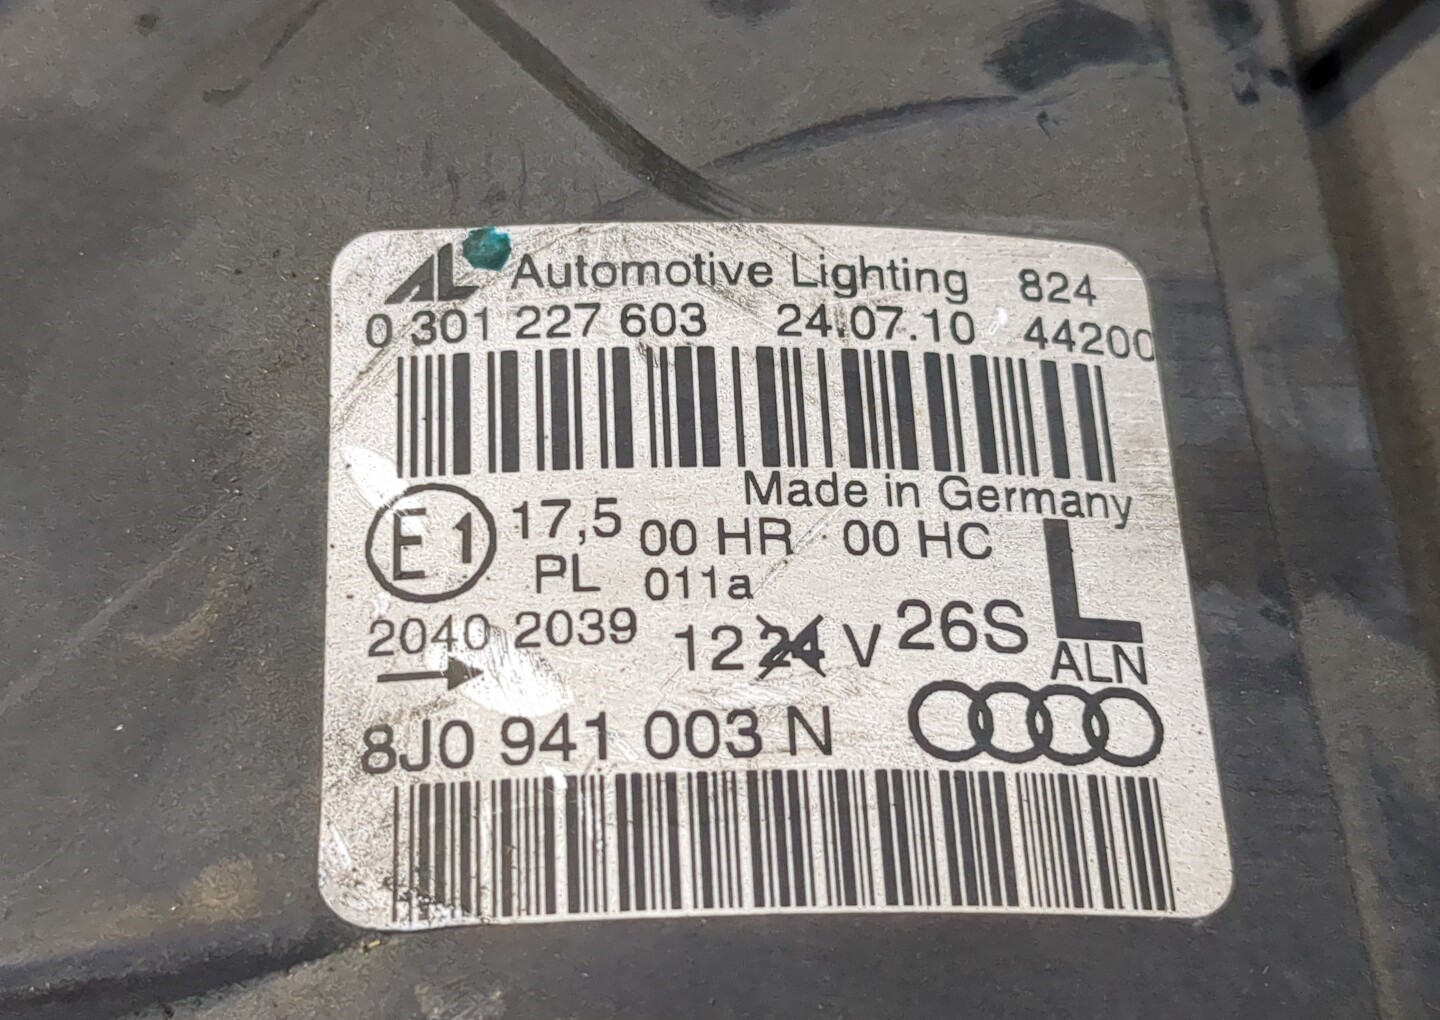 AL Automotive Lighting 824
0 301 227 603 24.07.10 44200
Made in Germany
E1 17,5 00 HR 00 HC L
PL 011a
2040 2039 12 24 V 26S
ALN
8J0 941 003 N